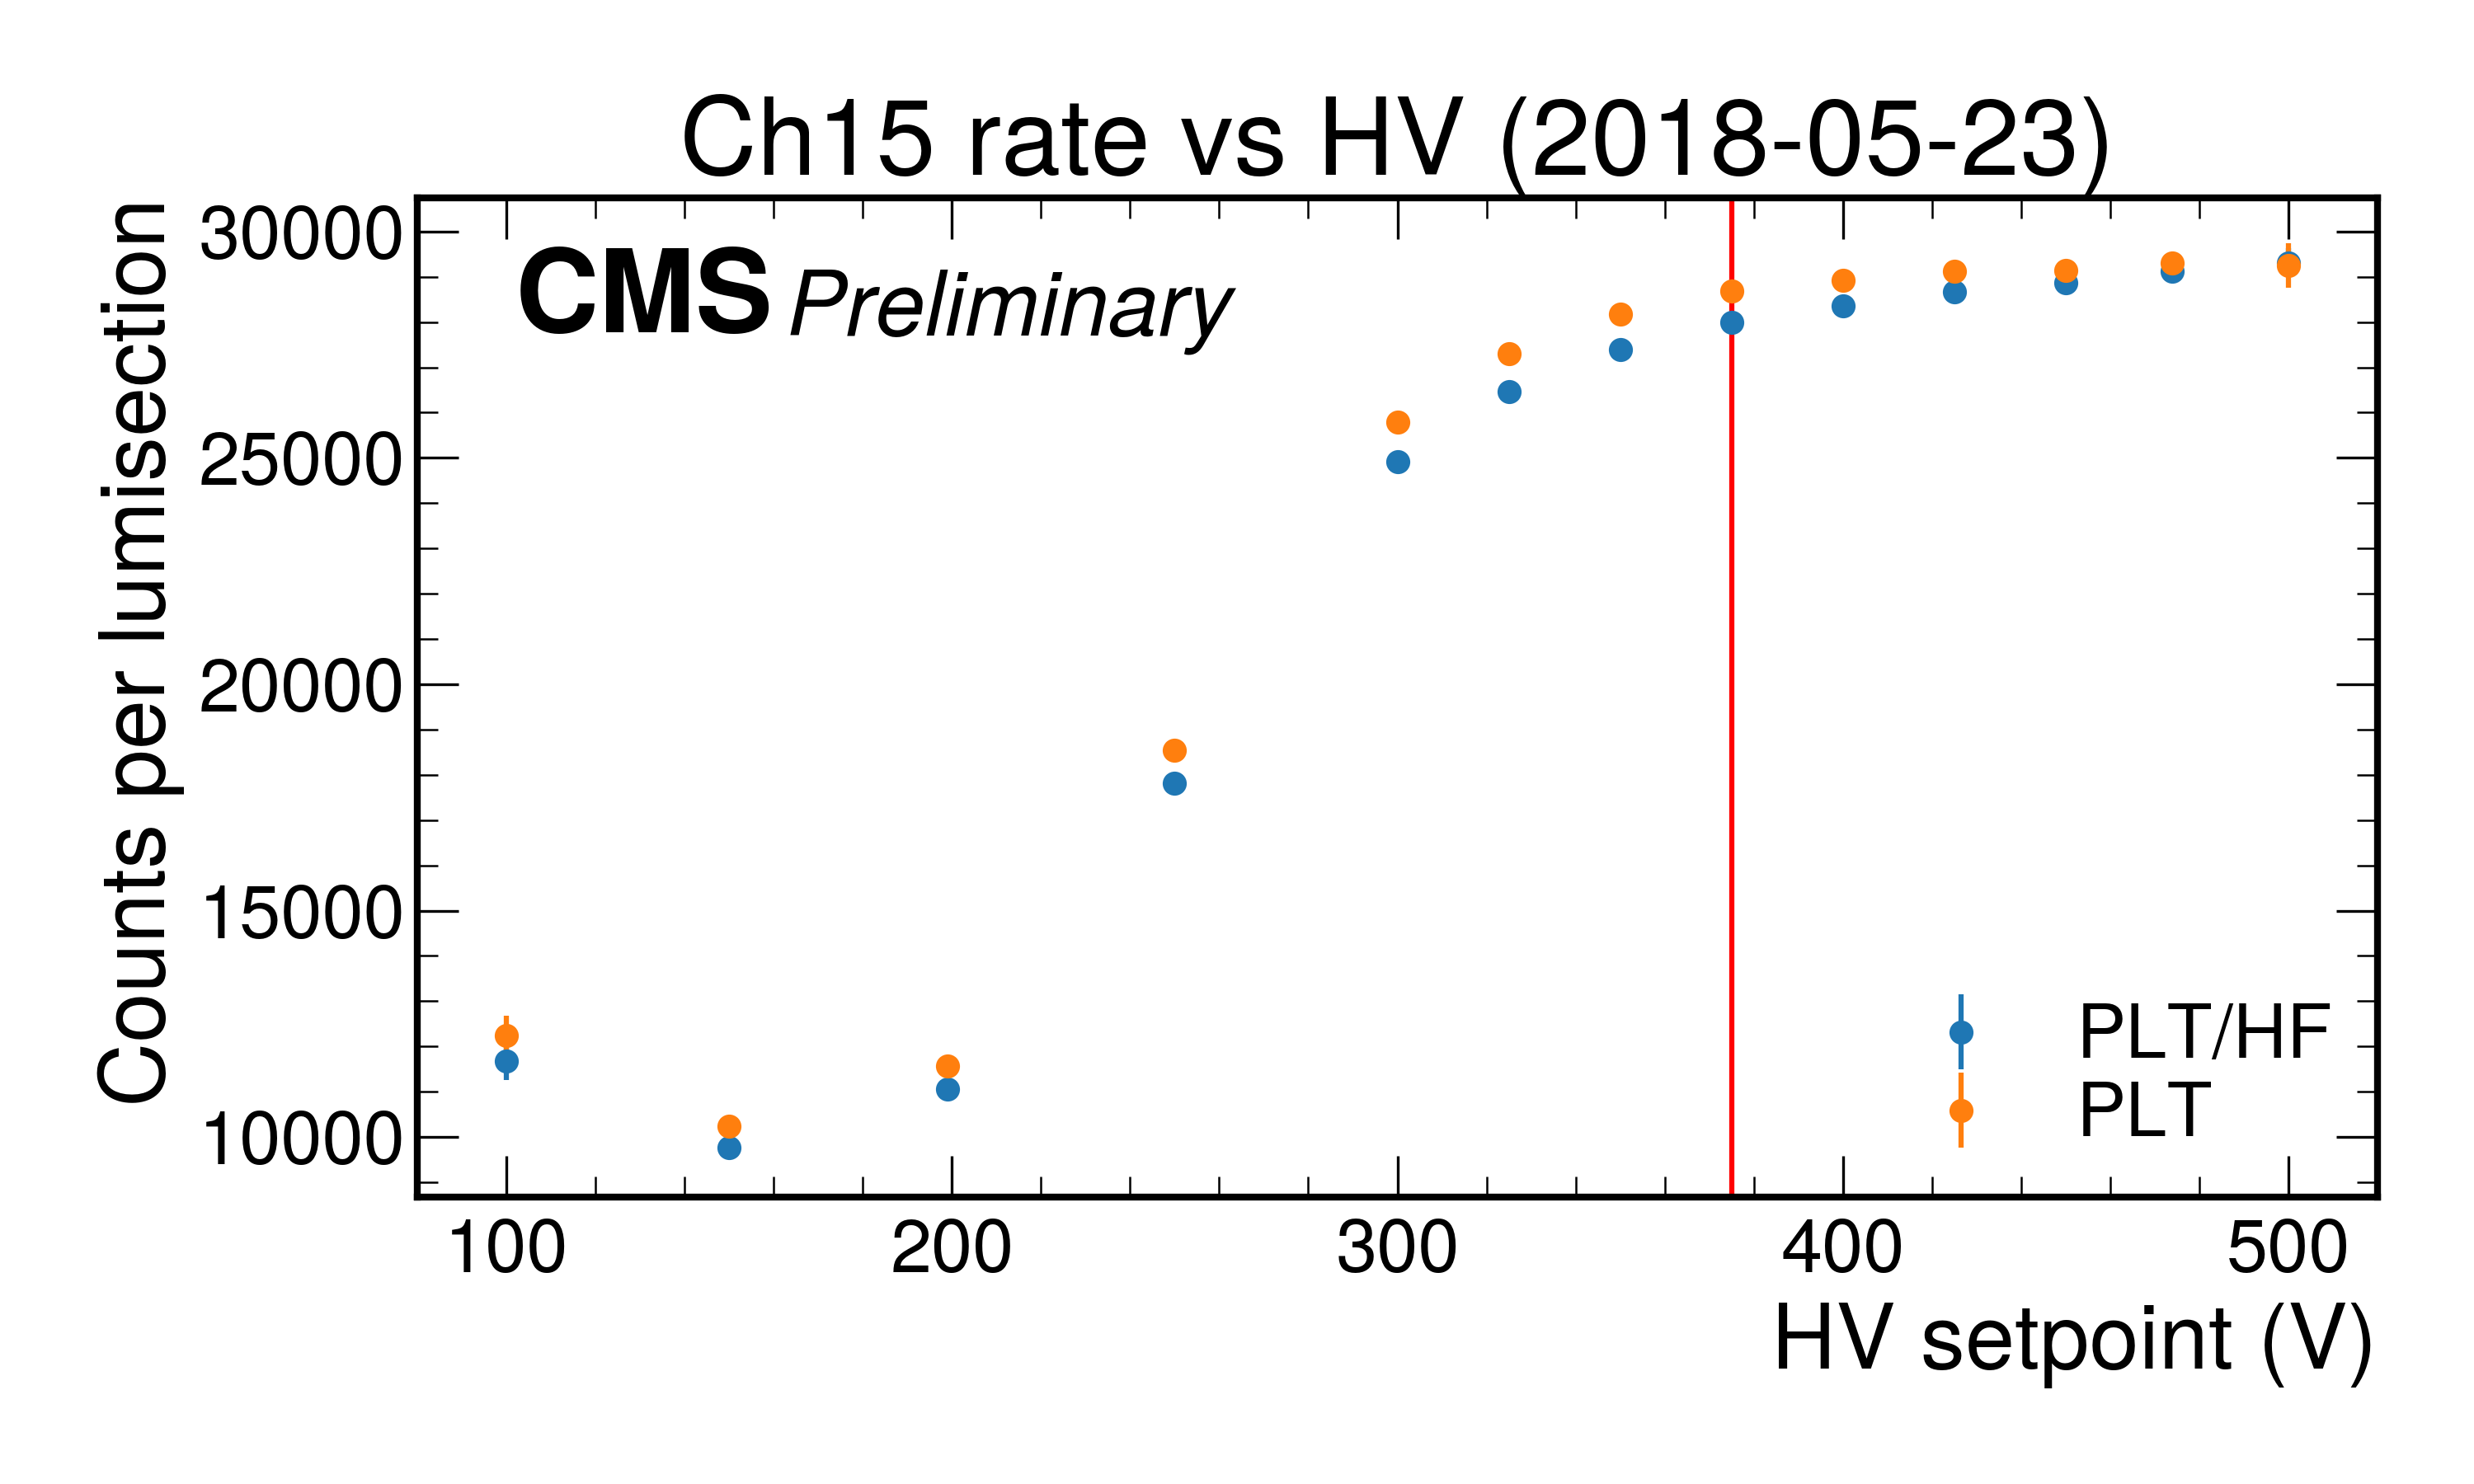 Ch15 rate vs HV (2018-05-23)
CMS Preliminary
Counts per lumisection
30000
25000
20000
15000
10000
PLT/HF
PLT
100 200 300 400 500
HV setpoint (V)